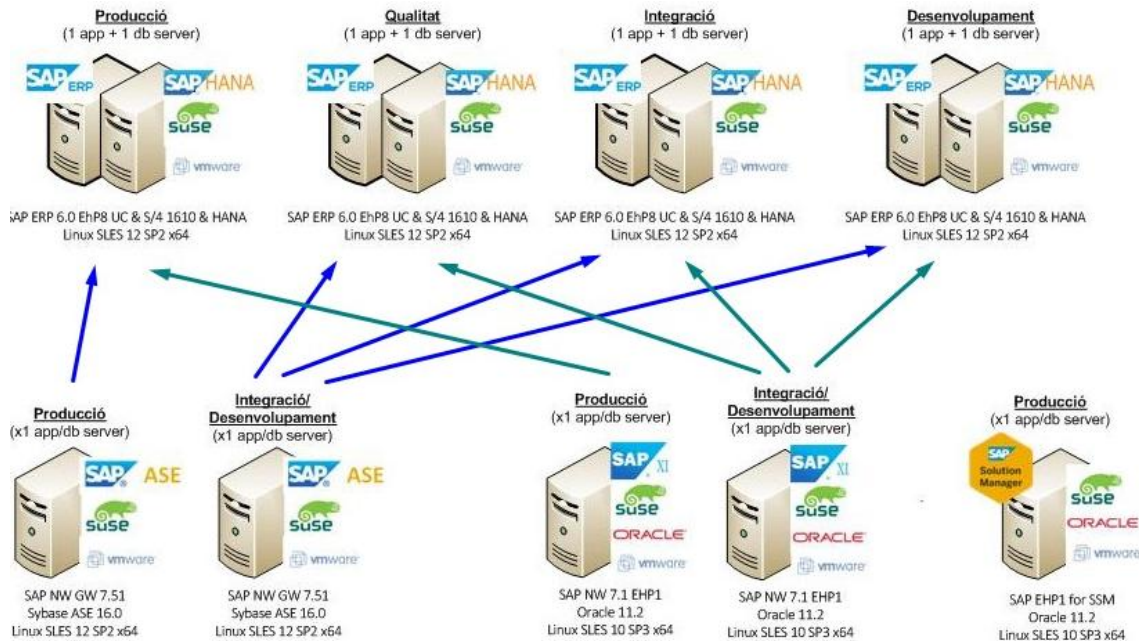 Producció
(1 app + 1 db server)
SAP ERP
SAP HANA
SUSE
vmware
SAP ERP 6.0 EhP8 UC & S/4 1610 & HANA
Linux SLES 12 SP2 x64
Qualitat
(1 app + 1 db server)
SAP ERP
SAP HANA
SUSE
vmware
SAP ERP 6.0 EhP8 UC & S/4 1610 & HANA
Linux SLES 12 SP2 x64
Integració
(1 app + 1 db server)
SAP ERP
SAP HANA
SUSE
vmware
SAP ERP 6.0 EhP8 UC & S/4 1610 & HANA
Linux SLES 12 SP2 x64
Desenvolupament
(1 app + 1 db server)
SAP ERP
SAP HANA
SUSE
vmware
SAP ERP 6.0 EhP8 UC & S/4 1610 & HANA
Linux SLES 12 SP2 x64
Producció
(x1 app/db server)
SAP® ASE
SUSE
vmware
SAP NW GW 7.51
Sybase ASE 16.0
Linux SLES 12 SP2 x64
Integració/
Desenvolupament
(x1 app/db server)
SAP® ASE
SUSE
vmware
SAP NW GW 7.51
Sybase ASE 16.0
Linux SLES 12 SP2 x64
Producció
(x1 app/db server)
SAP® XI
SUSE
ORACLE
vmware
SAP NW 7.1 EHP1
Oracle 11.2
Linux SLES 10 SP3 x64
Integració/
Desenvolupament
(x1 app/db server)
SAP® XI
SUSE
ORACLE
vmware
SAP NW 7.1 EHP1
Oracle 11.2
Linux SLES 10 SP3 x64
Producció
(x1 app/db server)
SAP
Solution
Manager
SUSE
ORACLE
vmware
SAP EHP1 for SSM
Oracle 11.2
Linux SLES 10 SP3 x64